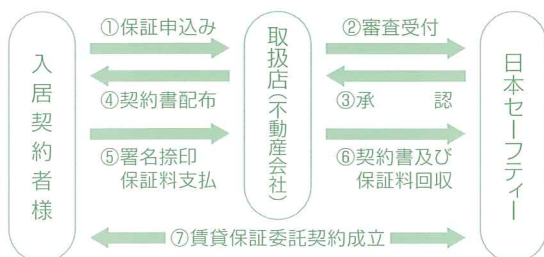 入居契約者様
①保証申込み
④契約書配布
⑤署名捺印
保証料支払
取扱店(不動産会社)
②審査受付
③承　　認
⑥契約書及び
保証料回収
日本セーフティー
⑦賃貸保証委託契約成立